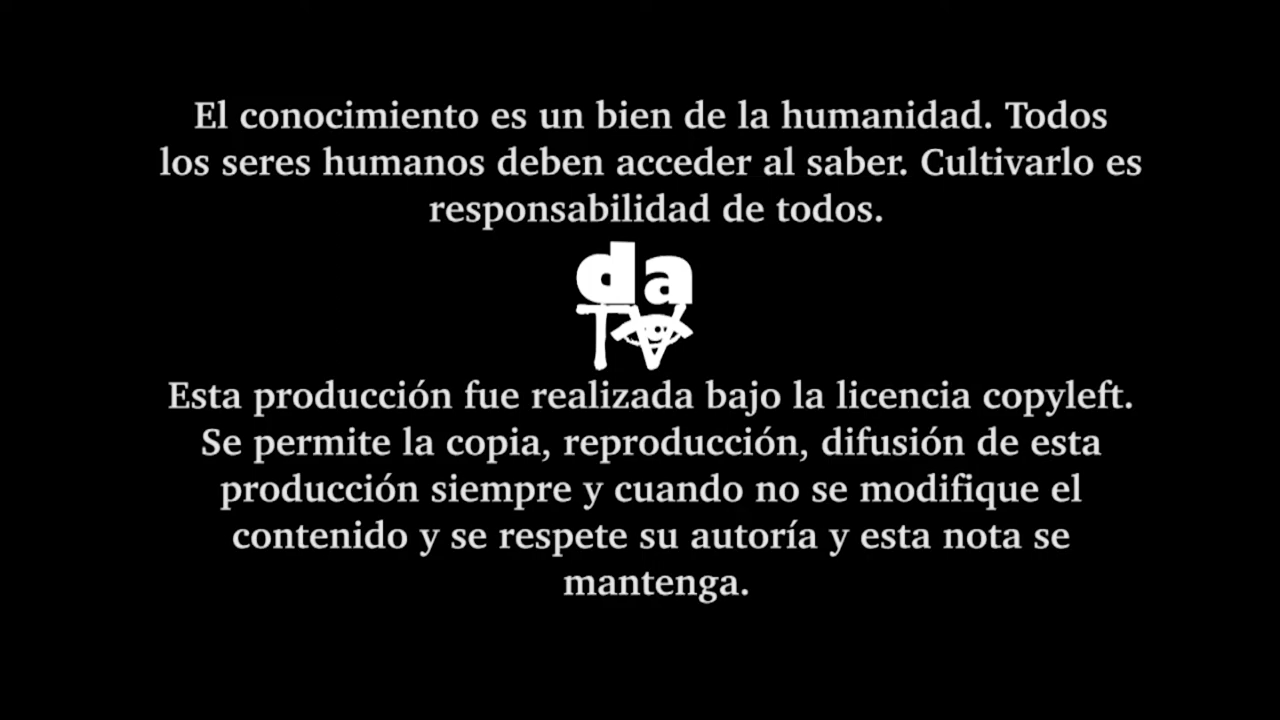 El conocimiento es un bien de la humanidad. Todos
los seres humanos deben acceder al saber. Cultivarlo es
responsabilidad de todos.
da
TV
Esta producción fue realizada bajo la licencia copyleft.
Se permite la copia, reproducción, difusión de esta
producción siempre y cuando no se modifique el
contenido y se respete su autoría y esta nota se
mantenga.